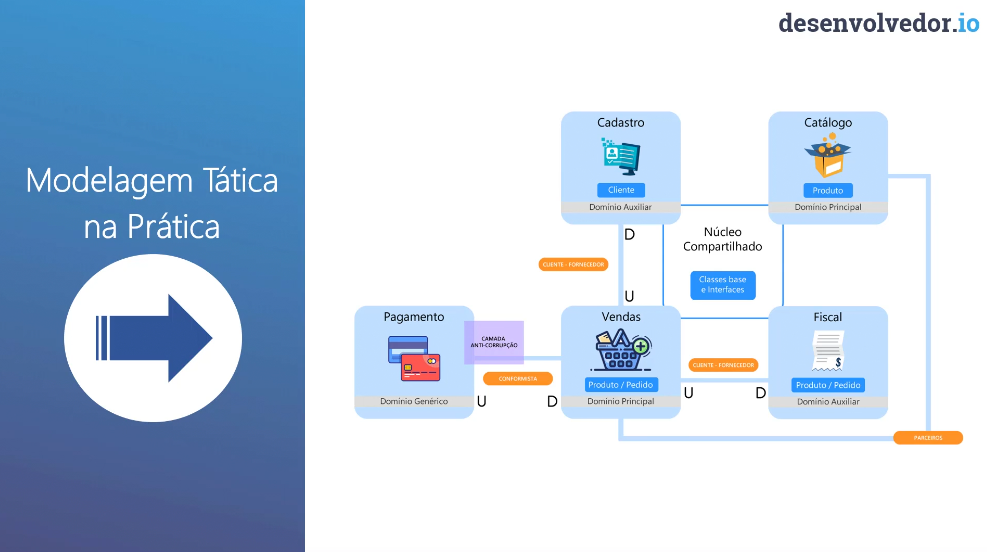 desenvolvedor.io
Modelagem Tática
na Prática
Cadastro
Cliente
Domínio Auxiliar
Catálogo
Produto
Domínio Principal
D
Núcleo
Compartilhado
CLIENTE - FORNECEDOR
Classes base
e Interfaces
U
Pagamento
Domínio Genérico
CAMADA
ANTI-CORRUPÇÃO
CONFORMISTA
U
D
Vendas
Produto / Pedido
Domínio Principal
CLIENTE - FORNECEDOR
U
D
Fiscal
$
Produto / Pedido
Domínio Auxiliar
PARCEIROS